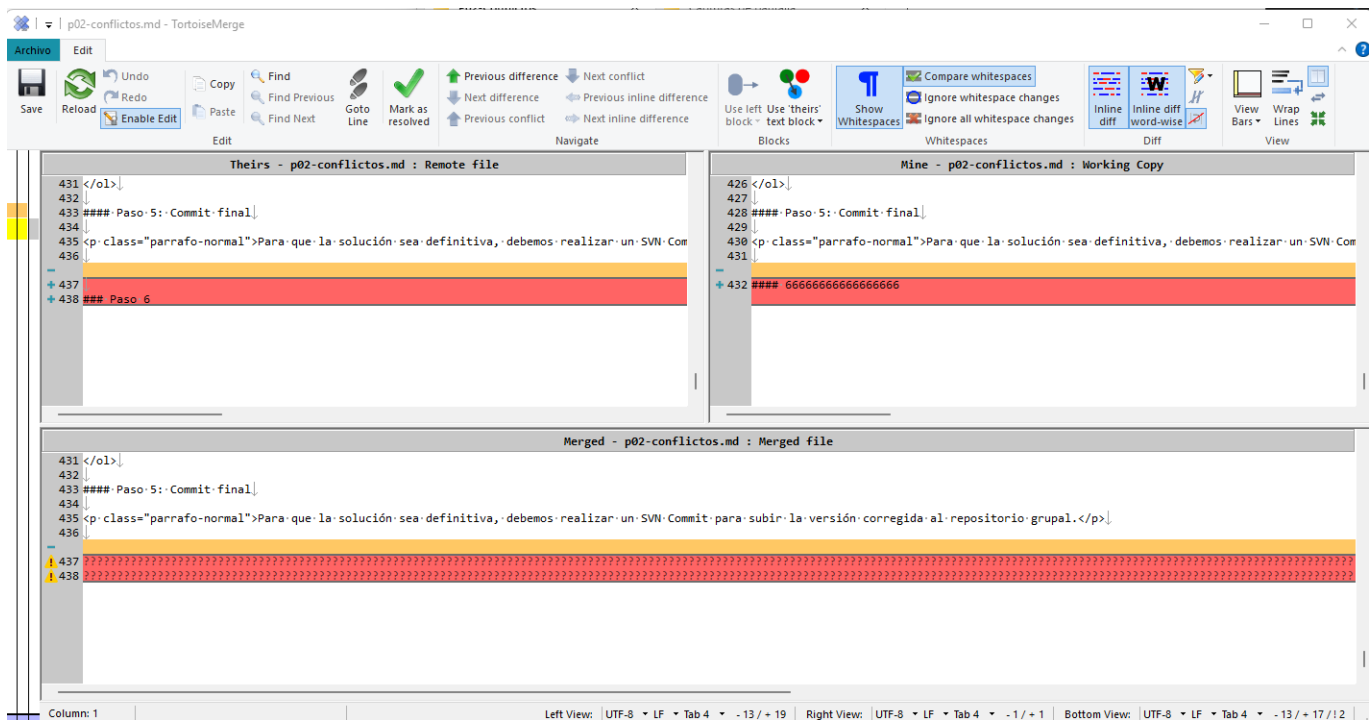 p02-conflictos.md - TortoiseMerge
Archivo Edit
Save
Reload
Undo
Redo
Enable Edit
Copy
Paste
Find
Find Previous
Find Next
Goto Line
Mark as resolved
Previous difference
Next difference
Previous conflict
Next conflict
Previous inline difference
Next inline difference
Use left block
Use 'theirs' text block
Show Whitespaces
Compare whitespaces
Ignore whitespace changes
Ignore all whitespace changes
Inline diff
Inline diff word-wise
View Bars
Wrap Lines
Edit Navigate Blocks Whitespaces Diff View
Theirs - p02-conflictos.md : Remote file
431 </ol>↓
432 ↓
433 ####·Paso·5:·Commit·final↓
434 ↓
435 <p·class="parrafo-normal">Para·que·la·solución·sea·definitiva,·debemos·realizar·un·SVN·Com
436 ↓
437 ↓
438 ### Paso 6
Mine - p02-conflictos.md : Working Copy
426 </ol>↓
427 ↓
428 ####·Paso·5:·Commit·final↓
429 ↓
430 <p·class="parrafo-normal">Para·que·la·solución·sea·definitiva,·debemos·realizar·un·SVN·Com
431 ↓
432 #### 66666666666666666
Merged - p02-conflictos.md : Merged file
431 </ol>↓
432 ↓
433 ####·Paso·5:·Commit·final↓
434 ↓
435 <p·class="parrafo-normal">Para·que·la·solución·sea·definitiva,·debemos·realizar·un·SVN·Commit·para·subir·la·versión·corregida·al·repositorio·grupal.</p>↓
436 ↓
437
438
Column: 1 Left View: UTF-8 LF Tab 4 - 13 / + 19 Right View: UTF-8 LF Tab 4 - 1 / + 1 Bottom View: UTF-8 LF Tab 4 - 13 / + 17 / ! 2